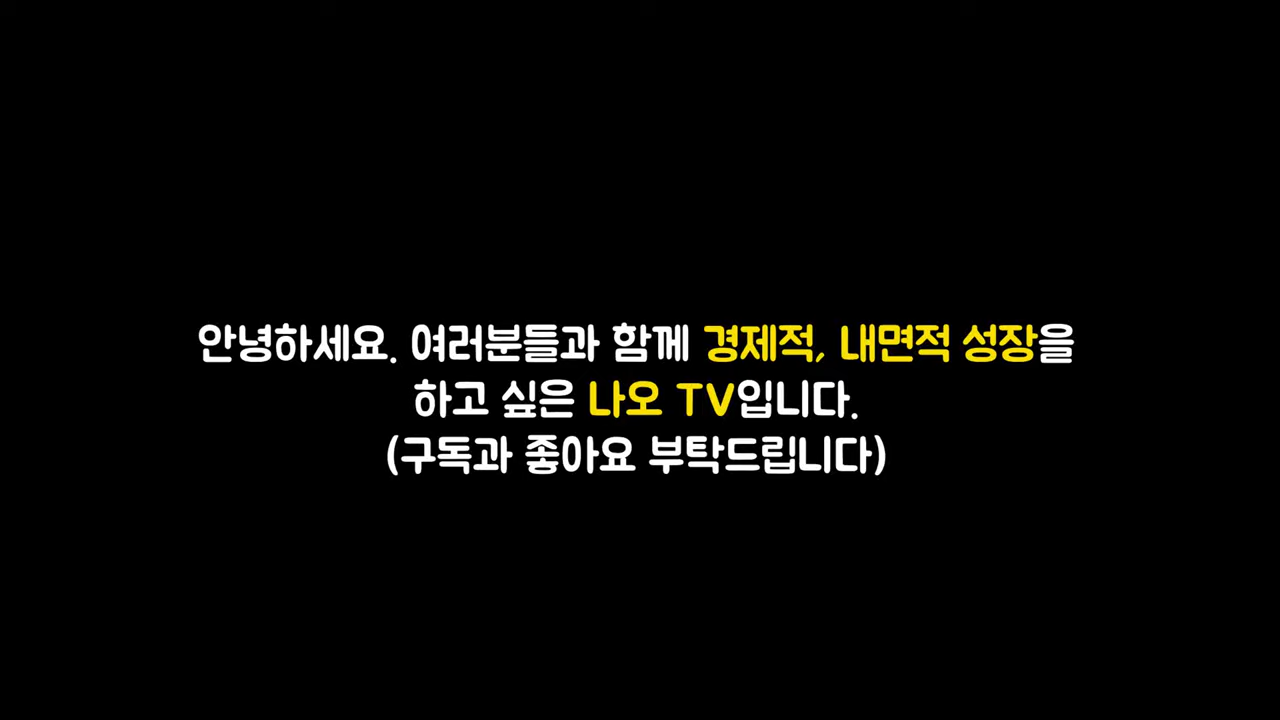 안녕하세요. 여러분들과 함께 경제적, 내면적 성장을
하고 싶은 나오 TV입니다.
(구독과 좋아요 부탁드립니다)